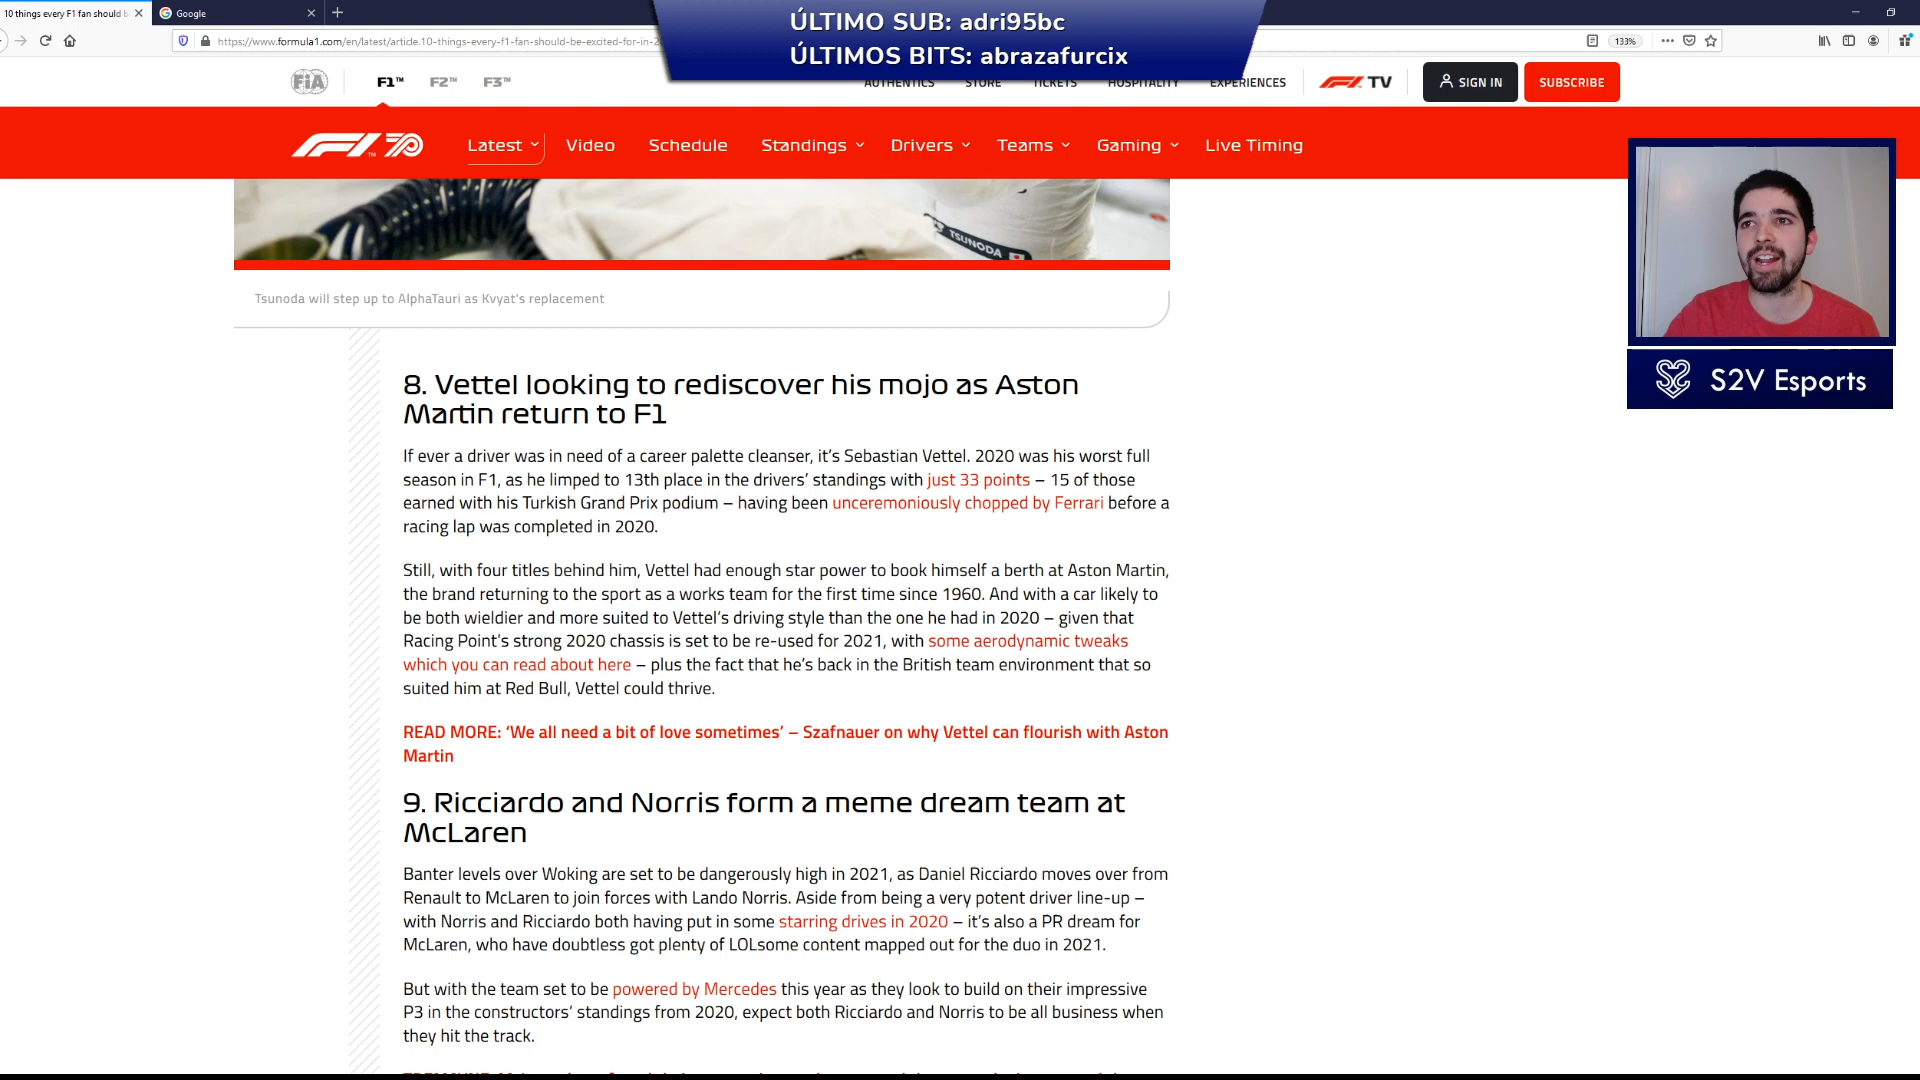 10 things every F1 fan should b
Google
ÚLTIMO SUB: adri95bc
ÚLTIMOS BITS: abrazafurcix
https://www.formula1.com/en/latest/article.10-things-every-f1-fan-should-be-excited-for-in-2
133%
FIA
F1™ F2™ F3™
AUTHENTICS STORE TICKETS HOSPITALITY EXPERIENCES
F1 TV
SIGN IN
SUBSCRIBE
F1 70
Latest Video Schedule Standings Drivers Teams Gaming Live Timing
TSUNODA
Tsunoda will step up to AlphaTauri as Kvyat's replacement
S2V Esports
8. Vettel looking to rediscover his mojo as Aston
Martin return to F1
If ever a driver was in need of a career palette cleanser, it's Sebastian Vettel. 2020 was his worst full
season in F1, as he limped to 13th place in the drivers' standings with just 33 points – 15 of those
earned with his Turkish Grand Prix podium – having been unceremoniously chopped by Ferrari before a
racing lap was completed in 2020.
Still, with four titles behind him, Vettel had enough star power to book himself a berth at Aston Martin,
the brand returning to the sport as a works team for the first time since 1960. And with a car likely to
be both wieldier and more suited to Vettel's driving style than the one he had in 2020 – given that
Racing Point's strong 2020 chassis is set to be re-used for 2021, with some aerodynamic tweaks
which you can read about here – plus the fact that he's back in the British team environment that so
suited him at Red Bull, Vettel could thrive.
READ MORE: 'We all need a bit of love sometimes' – Szafnauer on why Vettel can flourish with Aston
Martin
9. Ricciardo and Norris form a meme dream team at
McLaren
Banter levels over Woking are set to be dangerously high in 2021, as Daniel Ricciardo moves over from
Renault to McLaren to join forces with Lando Norris. Aside from being a very potent driver line-up –
with Norris and Ricciardo both having put in some starring drives in 2020 – it's also a PR dream for
McLaren, who have doubtless got plenty of LOLsome content mapped out for the duo in 2021.
But with the team set to be powered by Mercedes this year as they look to build on their impressive
P3 in the constructors' standings from 2020, expect both Ricciardo and Norris to be all business when
they hit the track.